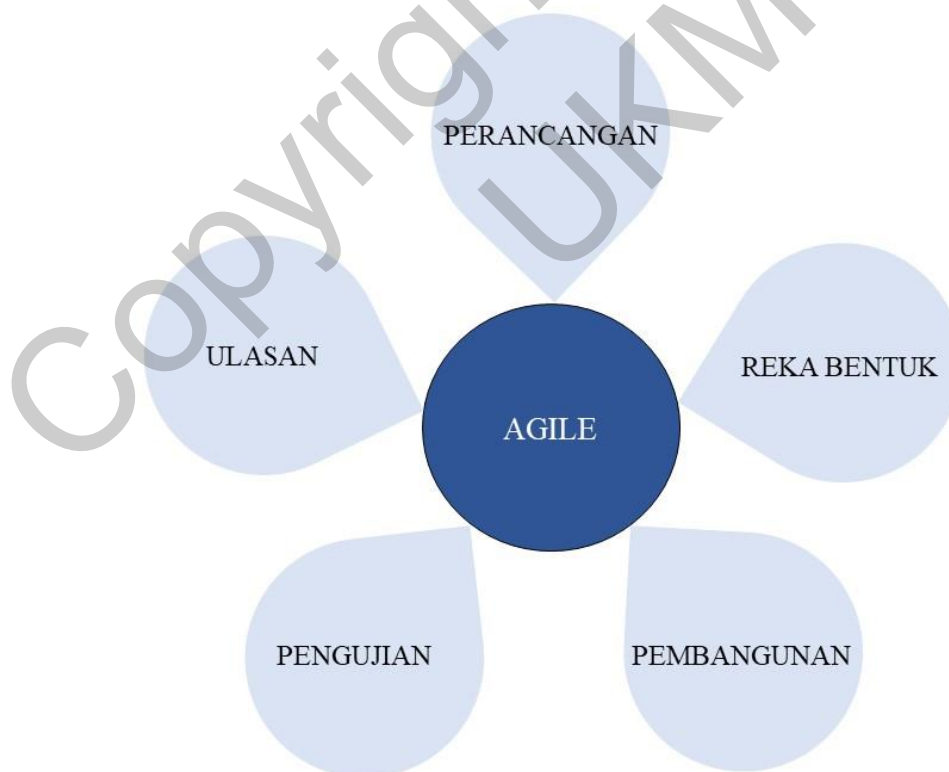 PERANCANGAN
REKA BENTUK
PEMBANGUNAN
PENGUJIAN
ULASAN
AGILE
Copyright
UKM